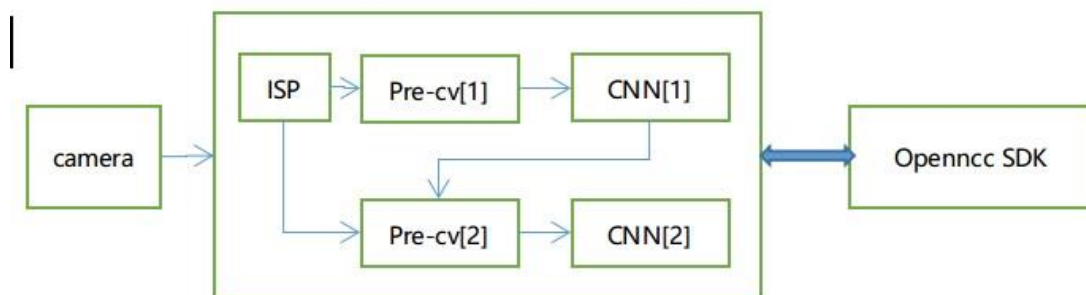 ISP
Pre-cv[1]
CNN[1]
camera
Openncc SDK
Pre-cv[2]
CNN[2]